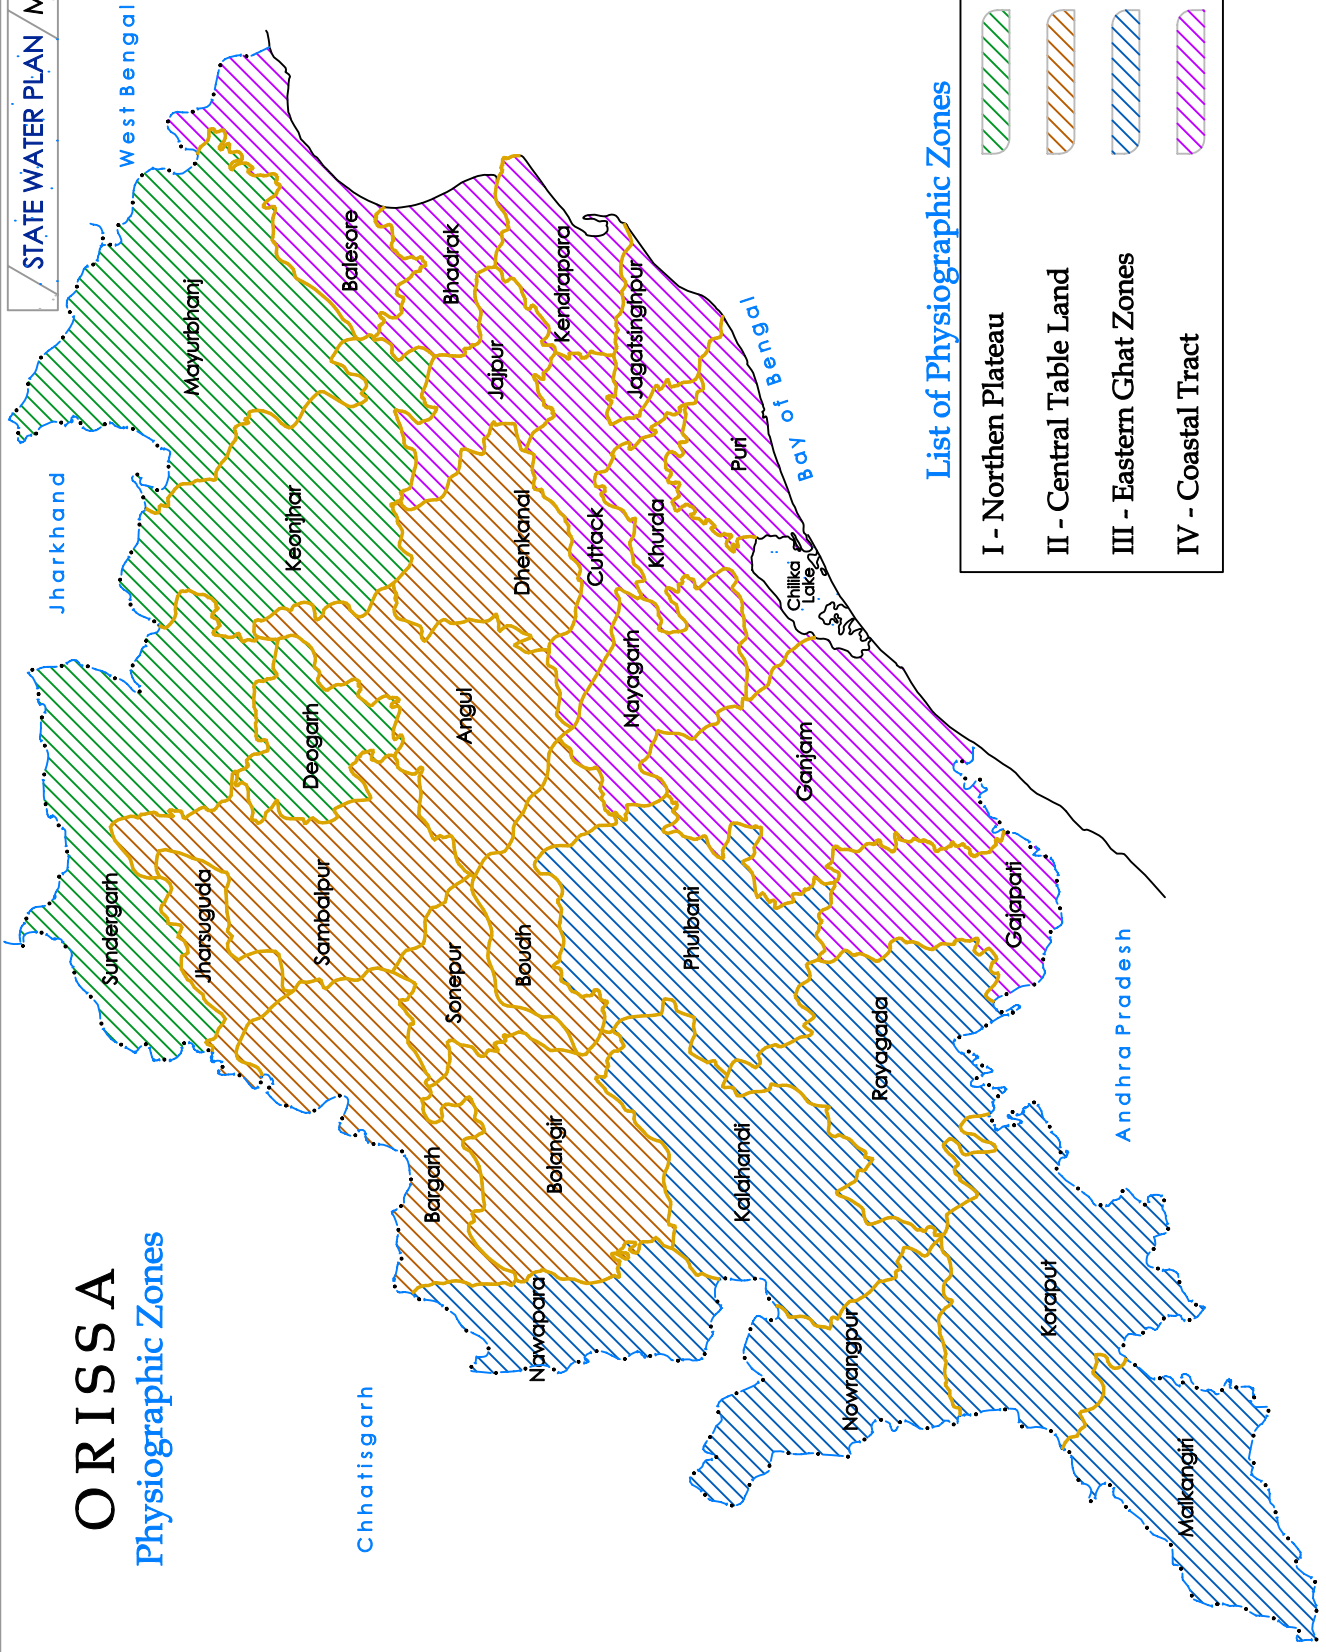 STATE WATER PLAN
ORISSA
Physiographic Zones
West Bengal
Jharkhand
Chhatisgarh
Andhra Pradesh
Bay of Bengal
Mayurbhanj
Balesore
Bhadrak
Kendrapara
Jagatsinghpur
Jajpur
Keonjhar
Dhenkanal
Cuttack
Khurda
Puri
Chilika
Lake
Nayagarh
Ganjam
Gajapati
Angul
Deogarh
Sundergarh
Jharsuguda
Sambalpur
Sonepur
Boudh
Phulbani
Rayagada
Bargarh
Bolangir
Kalahandi
Nawapara
Nowrangpur
Koraput
Malkangiri
List of Physiographic Zones
I - Northen Plateau
II - Central Table Land
III - Eastern Ghat Zones
IV - Coastal Tract